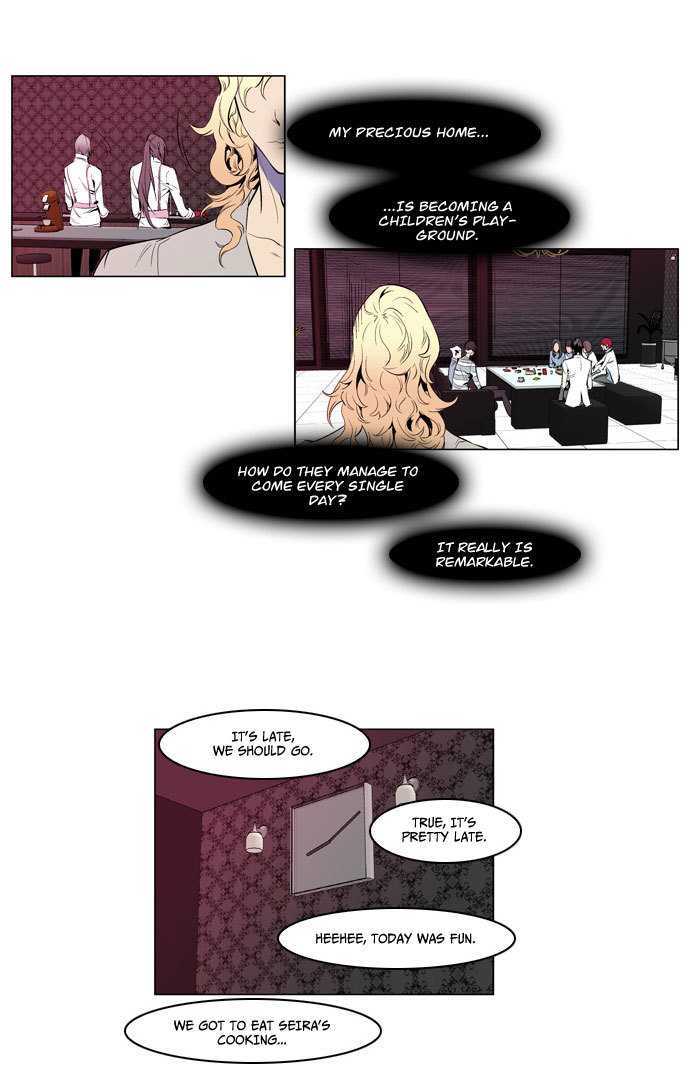 MY PRECIOUS HOME...
...IS BECOMING A
CHILDREN'S PLAY-
GROUND.
HOW DO THEY MANAGE TO
COME EVERY SINGLE
DAY?
IT REALLY IS
REMARKABLE.
IT'S LATE,
WE SHOULD GO.
TRUE, IT'S
PRETTY LATE.
HEEHEE, TODAY WAS FUN.
WE GOT TO EAT SEIRA'S
COOKING...